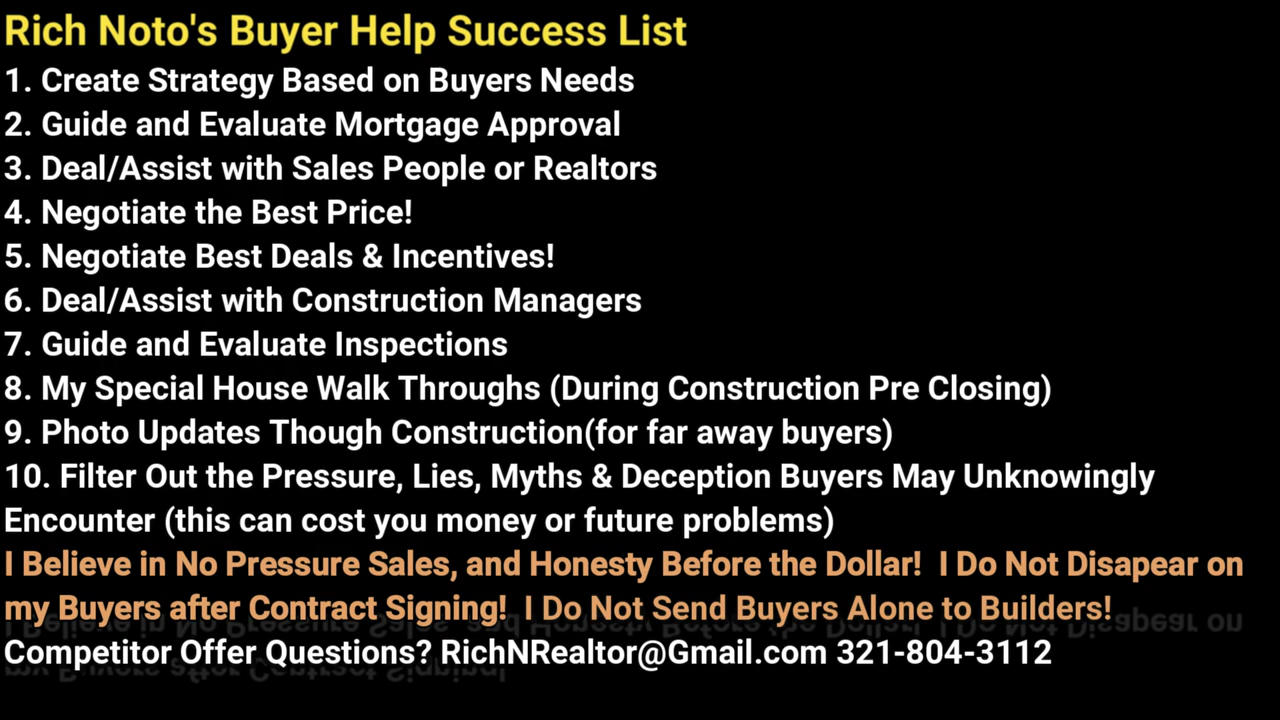 Rich Noto's Buyer Help Success List
1. Create Strategy Based on Buyers Needs
2. Guide and Evaluate Mortgage Approval
3. Deal/Assist with Sales People or Realtors
4. Negotiate the Best Price!
5. Negotiate Best Deals & Incentives!
6. Deal/Assist with Construction Managers
7. Guide and Evaluate Inspections
8. My Special House Walk Throughs (During Construction Pre Closing)
9. Photo Updates Though Construction(for far away buyers)
10. Filter Out the Pressure, Lies, Myths & Deception Buyers May Unknowingly
Encounter (this can cost you money or future problems)
I Believe in No Pressure Sales, and Honesty Before the Dollar!  I Do Not Disapear on
my Buyers after Contract Signing!  I Do Not Send Buyers Alone to Builders!
Competitor Offer Questions? RichNRealtor@Gmail.com 321-804-3112